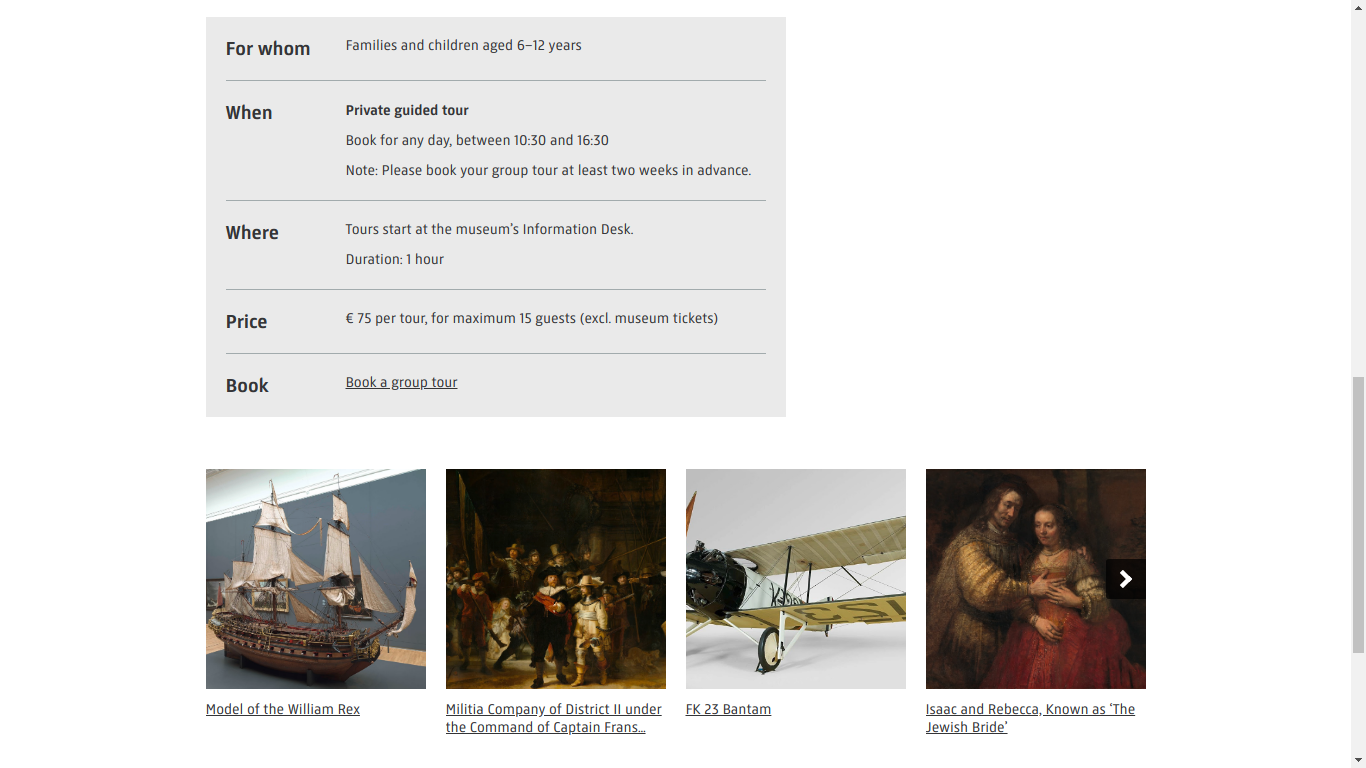 For whom
Families and children aged 6–12 years
When
Private guided tour
Book for any day, between 10:30 and 16:30
Note: Please book your group tour at least two weeks in advance.
Where
Tours start at the museum’s Information Desk.
Duration: 1 hour
Price
€ 75 per tour, for maximum 15 guests (excl. museum tickets)
Book
Book a group tour
Model of the William Rex
Militia Company of District II under
the Command of Captain Frans...
FK 23 Bantam
Isaac and Rebecca, Known as ‘The
Jewish Bride’